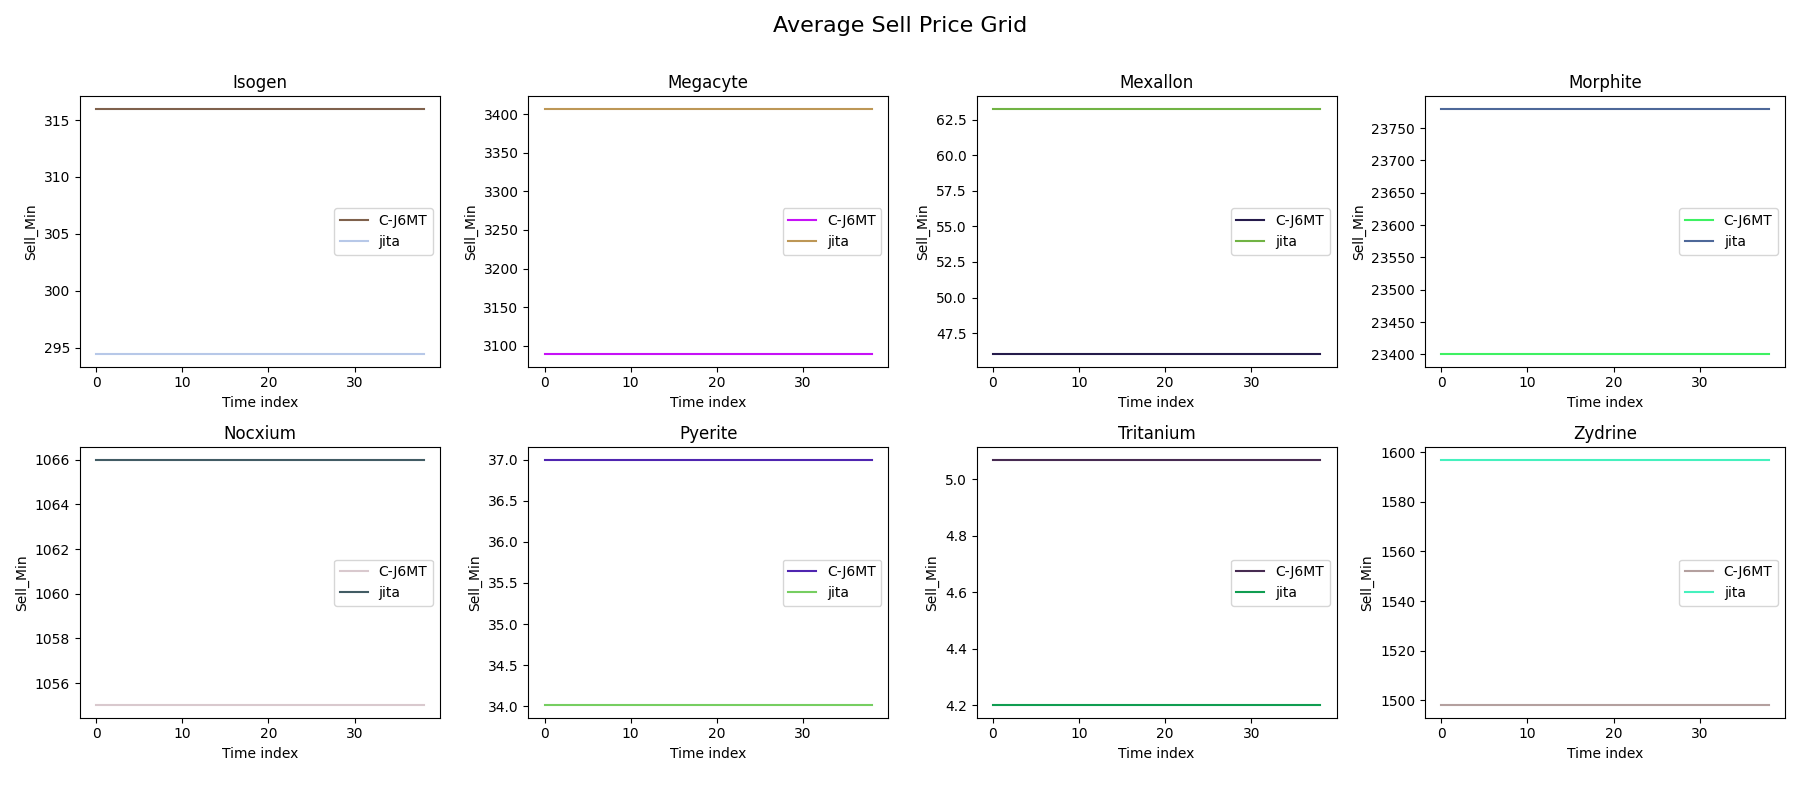 Average Sell Price Grid
Isogen
Sell_Min
315
310
305
300
295
C-J6MT
jita
0 10 20 30
Time index
Megacyte
Sell_Min
3400
3350
3300
3250
3200
3150
3100
C-J6MT
jita
0 10 20 30
Time index
Mexallon
Sell_Min
62.5
60.0
57.5
55.0
52.5
50.0
47.5
C-J6MT
jita
0 10 20 30
Time index
Morphite
Sell_Min
23750
23700
23650
23600
23550
23500
23450
23400
C-J6MT
jita
0 10 20 30
Time index
Nocxium
Sell_Min
1066
1064
1062
1060
1058
1056
C-J6MT
jita
0 10 20 30
Time index
Pyerite
Sell_Min
37.0
36.5
36.0
35.5
35.0
34.5
34.0
C-J6MT
jita
0 10 20 30
Time index
Tritanium
Sell_Min
5.0
4.8
4.6
4.4
4.2
C-J6MT
jita
0 10 20 30
Time index
Zydrine
Sell_Min
1600
1580
1560
1540
1520
1500
C-J6MT
jita
0 10 20 30
Time index